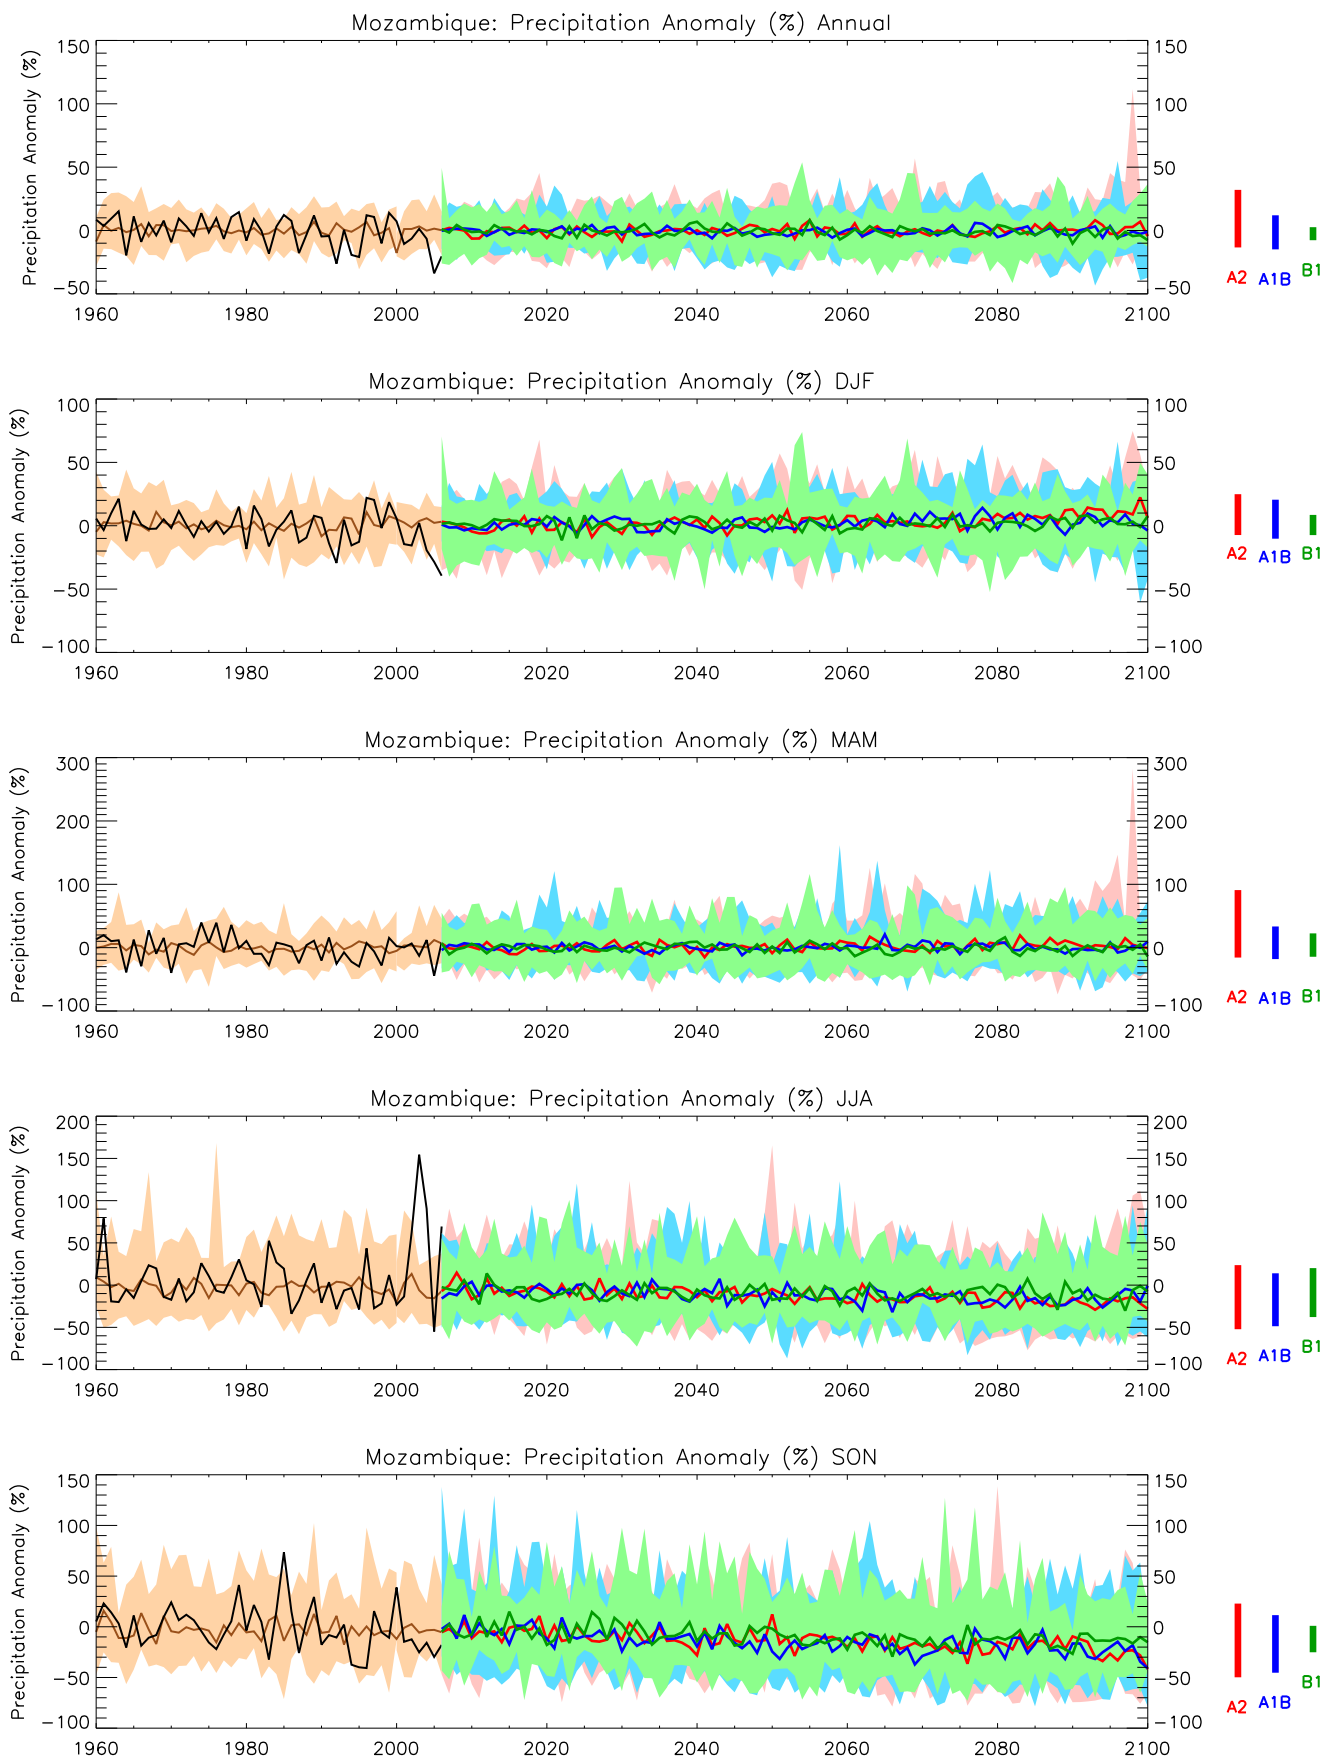 Mozambique: Precipitation Anomaly (%) Annual
Precipitation Anomaly (%)
150 150
100 100
50 50
0 0
−50 −50
1960 1980 2000 2020 2040 2060 2080 2100
A2 A1B B1
Mozambique: Precipitation Anomaly (%) DJF
Precipitation Anomaly (%)
100 100
50 50
0 0
−50 −50
−100 −100
1960 1980 2000 2020 2040 2060 2080 2100
A2 A1B B1
Mozambique: Precipitation Anomaly (%) MAM
Precipitation Anomaly (%)
300 300
200 200
100 100
0 0
−100 −100
1960 1980 2000 2020 2040 2060 2080 2100
A2 A1B B1
Mozambique: Precipitation Anomaly (%) JJA
Precipitation Anomaly (%)
200 200
150 150
100 100
50 50
0 0
−50 −50
−100 −100
1960 1980 2000 2020 2040 2060 2080 2100
A2 A1B B1
Mozambique: Precipitation Anomaly (%) SON
Precipitation Anomaly (%)
150 150
100 100
50 50
0 0
−50 −50
−100 −100
1960 1980 2000 2020 2040 2060 2080 2100
A2 A1B B1